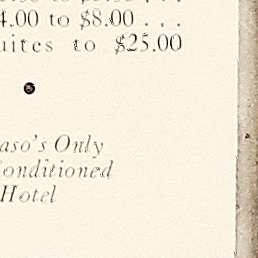 4.00 to $8.00 . . .
uites to $25.00
aso's Only
onditioned
Hotel